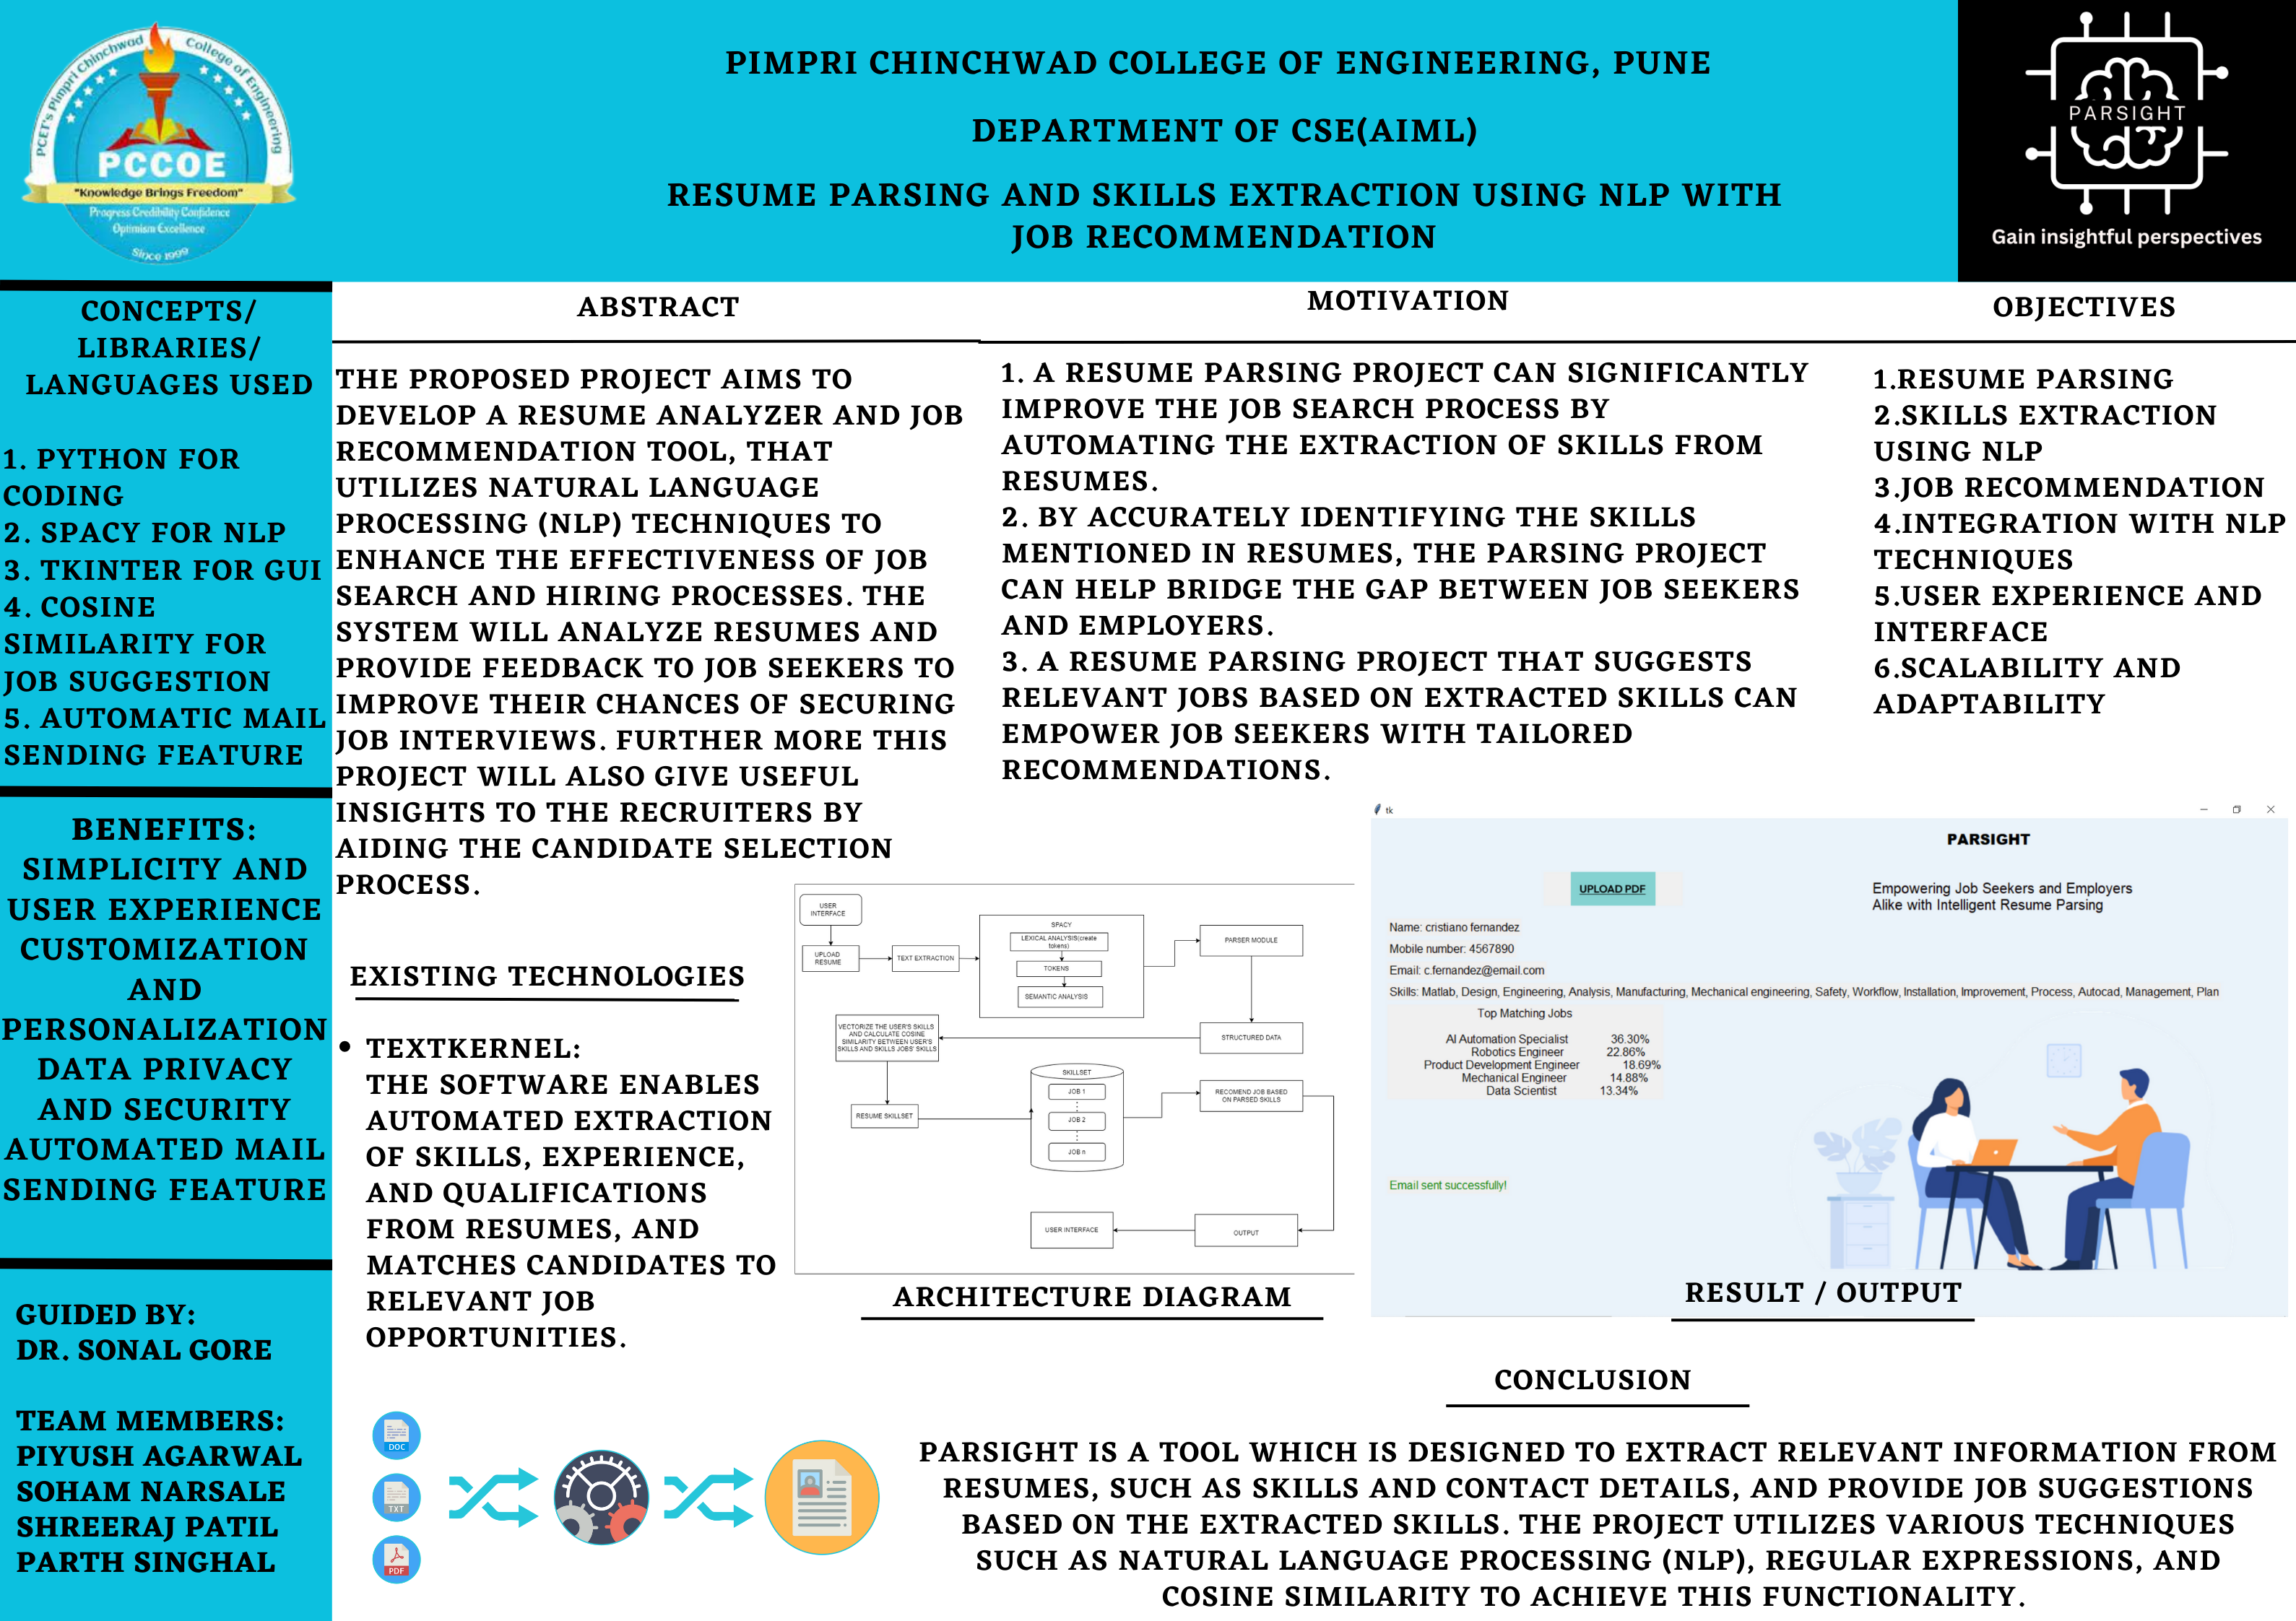 PCET's Pimpri Chinchwad College of Engineering
PCCOE
"Knowledge Brings Freedom"
Progress Credibility Confidence
Optimism Excellence
Since 1999
PIMPRI CHINCHWAD COLLEGE OF ENGINEERING, PUNE
DEPARTMENT OF CSE(AIML)
RESUME PARSING AND SKILLS EXTRACTION USING NLP WITH
JOB RECOMMENDATION
PARSIGHT
Gain insightful perspectives
CONCEPTS/
LIBRARIES/
LANGUAGES USED
1. PYTHON FOR
CODING
2. SPACY FOR NLP
3. TKINTER FOR GUI
4. COSINE
SIMILARITY FOR
JOB SUGGESTION
5. AUTOMATIC MAIL
SENDING FEATURE
BENEFITS:
SIMPLICITY AND
USER EXPERIENCE
CUSTOMIZATION
AND
PERSONALIZATION
DATA PRIVACY
AND SECURITY
AUTOMATED MAIL
SENDING FEATURE
GUIDED BY:
DR. SONAL GORE
TEAM MEMBERS:
PIYUSH AGARWAL
SOHAM NARSALE
SHREERAJ PATIL
PARTH SINGHAL
ABSTRACT
THE PROPOSED PROJECT AIMS TO
DEVELOP A RESUME ANALYZER AND JOB
RECOMMENDATION TOOL, THAT
UTILIZES NATURAL LANGUAGE
PROCESSING (NLP) TECHNIQUES TO
ENHANCE THE EFFECTIVENESS OF JOB
SEARCH AND HIRING PROCESSES. THE
SYSTEM WILL ANALYZE RESUMES AND
PROVIDE FEEDBACK TO JOB SEEKERS TO
IMPROVE THEIR CHANCES OF SECURING
JOB INTERVIEWS. FURTHER MORE THIS
PROJECT WILL ALSO GIVE USEFUL
INSIGHTS TO THE RECRUITERS BY
AIDING THE CANDIDATE SELECTION
PROCESS.
MOTIVATION
1. A RESUME PARSING PROJECT CAN SIGNIFICANTLY
IMPROVE THE JOB SEARCH PROCESS BY
AUTOMATING THE EXTRACTION OF SKILLS FROM
RESUMES.
2. BY ACCURATELY IDENTIFYING THE SKILLS
MENTIONED IN RESUMES, THE PARSING PROJECT
CAN HELP BRIDGE THE GAP BETWEEN JOB SEEKERS
AND EMPLOYERS.
3. A RESUME PARSING PROJECT THAT SUGGESTS
RELEVANT JOBS BASED ON EXTRACTED SKILLS CAN
EMPOWER JOB SEEKERS WITH TAILORED
RECOMMENDATIONS.
OBJECTIVES
1.RESUME PARSING
2.SKILLS EXTRACTION
USING NLP
3.JOB RECOMMENDATION
4.INTEGRATION WITH NLP
TECHNIQUES
5.USER EXPERIENCE AND
INTERFACE
6.SCALABILITY AND
ADAPTABILITY
EXISTING TECHNOLOGIES
• TEXTKERNEL:
THE SOFTWARE ENABLES
AUTOMATED EXTRACTION
OF SKILLS, EXPERIENCE,
AND QUALIFICATIONS
FROM RESUMES, AND
MATCHES CANDIDATES TO
RELEVANT JOB
OPPORTUNITIES.
USER
INTERFACE
UPLOAD
RESUME
TEXT EXTRACTION
SPACY
LEXICAL ANALYSIS(create
tokens)
TOKENS
SEMANTIC ANALYSIS
PARSER MODULE
STRUCTURED DATA
VECTORIZE THE USER'S SKILLS
AND CALCULATE COSINE
SIMILARITY BETWEEN USER'S
SKILLS AND SKILLS JOBS' SKILLS
RESUME SKILLSET
SKILLSET
JOB 1
JOB 2
JOB n
RECOMEND JOB BASED
ON PARSED SKILLS
OUTPUT
USER INTERFACE
ARCHITECTURE DIAGRAM
tk
PARSIGHT
UPLOAD PDF
Empowering Job Seekers and Employers
Alike with Intelligent Resume Parsing
Name: cristiano fernandez
Mobile number: 4567890
Email: c.fernandez@email.com
Skills: Matlab, Design, Engineering, Analysis, Manufacturing, Mechanical engineering, Safety, Workflow, Installation, Improvement, Process, Autocad, Management, Plan
Top Matching Jobs
AI Automation Specialist 36.30%
Robotics Engineer 22.86%
Product Development Engineer 18.69%
Mechanical Engineer 14.88%
Data Scientist 13.34%
Email sent successfully!
RESULT / OUTPUT
DOC
TXT
PDF
CONCLUSION
PARSIGHT IS A TOOL WHICH IS DESIGNED TO EXTRACT RELEVANT INFORMATION FROM
RESUMES, SUCH AS SKILLS AND CONTACT DETAILS, AND PROVIDE JOB SUGGESTIONS
BASED ON THE EXTRACTED SKILLS. THE PROJECT UTILIZES VARIOUS TECHNIQUES
SUCH AS NATURAL LANGUAGE PROCESSING (NLP), REGULAR EXPRESSIONS, AND
COSINE SIMILARITY TO ACHIEVE THIS FUNCTIONALITY.